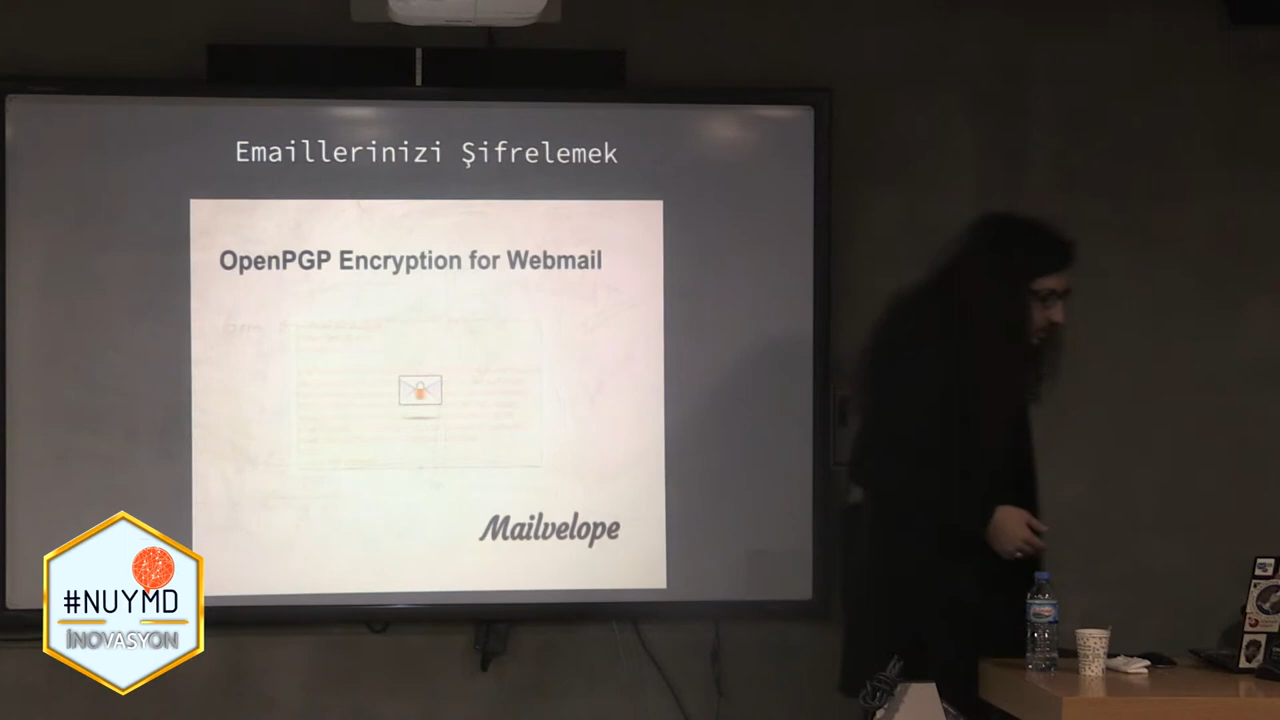 Emaillerinizi Şifrelemek
OpenPGP Encryption for Webmail
Mailvelope
#NUYMD
İNOVASYON